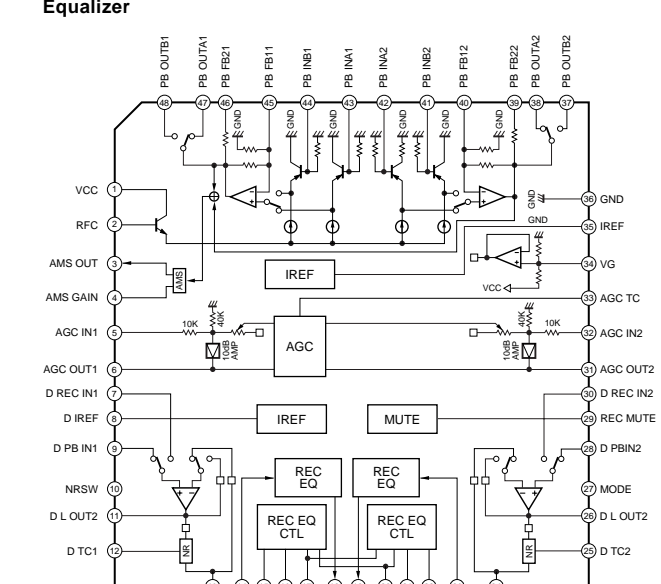 Equalizer
PB OUTB1
PB OUTA1
PB FB21
PB FB11
PB INB1
PB INA1
PB INA2
PB INB2
PB FB12
PB FB22
PB OUTA2
PB OUTB2
48 47 46 45 44 43 42 41 40 39 38 37
GND GND GND GND GND GND
VCC 1
RFC 2
AMS OUT 3
AMS GAIN 4
AGC IN1 5
AGC OUT1 6
D REC IN1 7
D IREF 8
D PB IN1 9
NRSW 10
D L OUT2 11
D TC1 12
GND 36 GND
GND 35 IREF
34 VG
VCC
33 AGC TC
32 AGC IN2
31 AGC OUT2
30 D REC IN2
29 REC MUTE
28 D PBIN2
27 MODE
26 D L OUT2
25 D TC2
AMS
IREF
10K 40K
10dB AMP
AGC
40K 10K
10dB AMP
IREF
MUTE
REC EQ
REC EQ
REC EQ CTL
REC EQ CTL
NR
NR